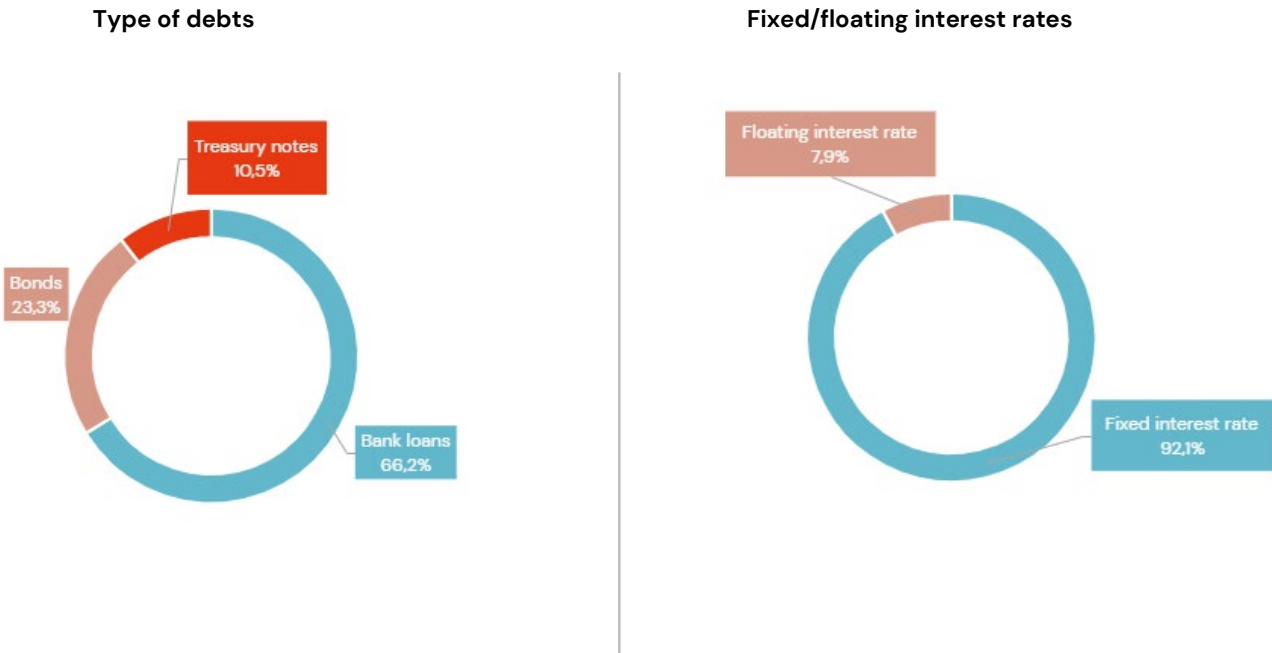 Type of debts
Treasury notes
10,5%
Bonds
23,3%
Bank loans
66,2%
Fixed/floating interest rates
Floating interest rate
7,9%
Fixed interest rate
92,1%